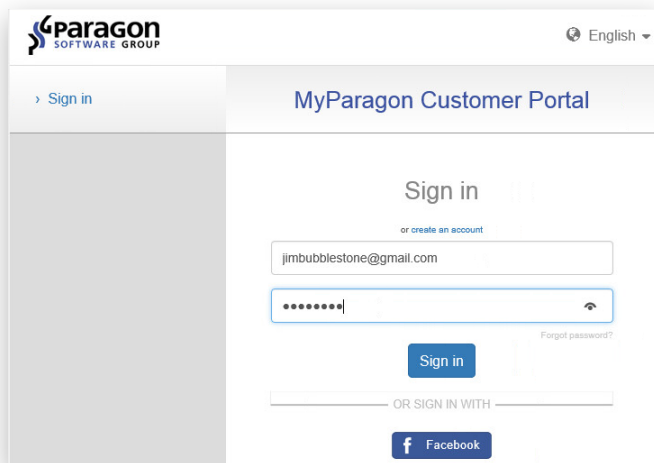 Paragon
SOFTWARE GROUP
English
› Sign in
MyParagon Customer Portal
Sign in
or create an account
jimbubblestone@gmail.com
••••••••
Forgot password?
Sign in
OR SIGN IN WITH
f Facebook